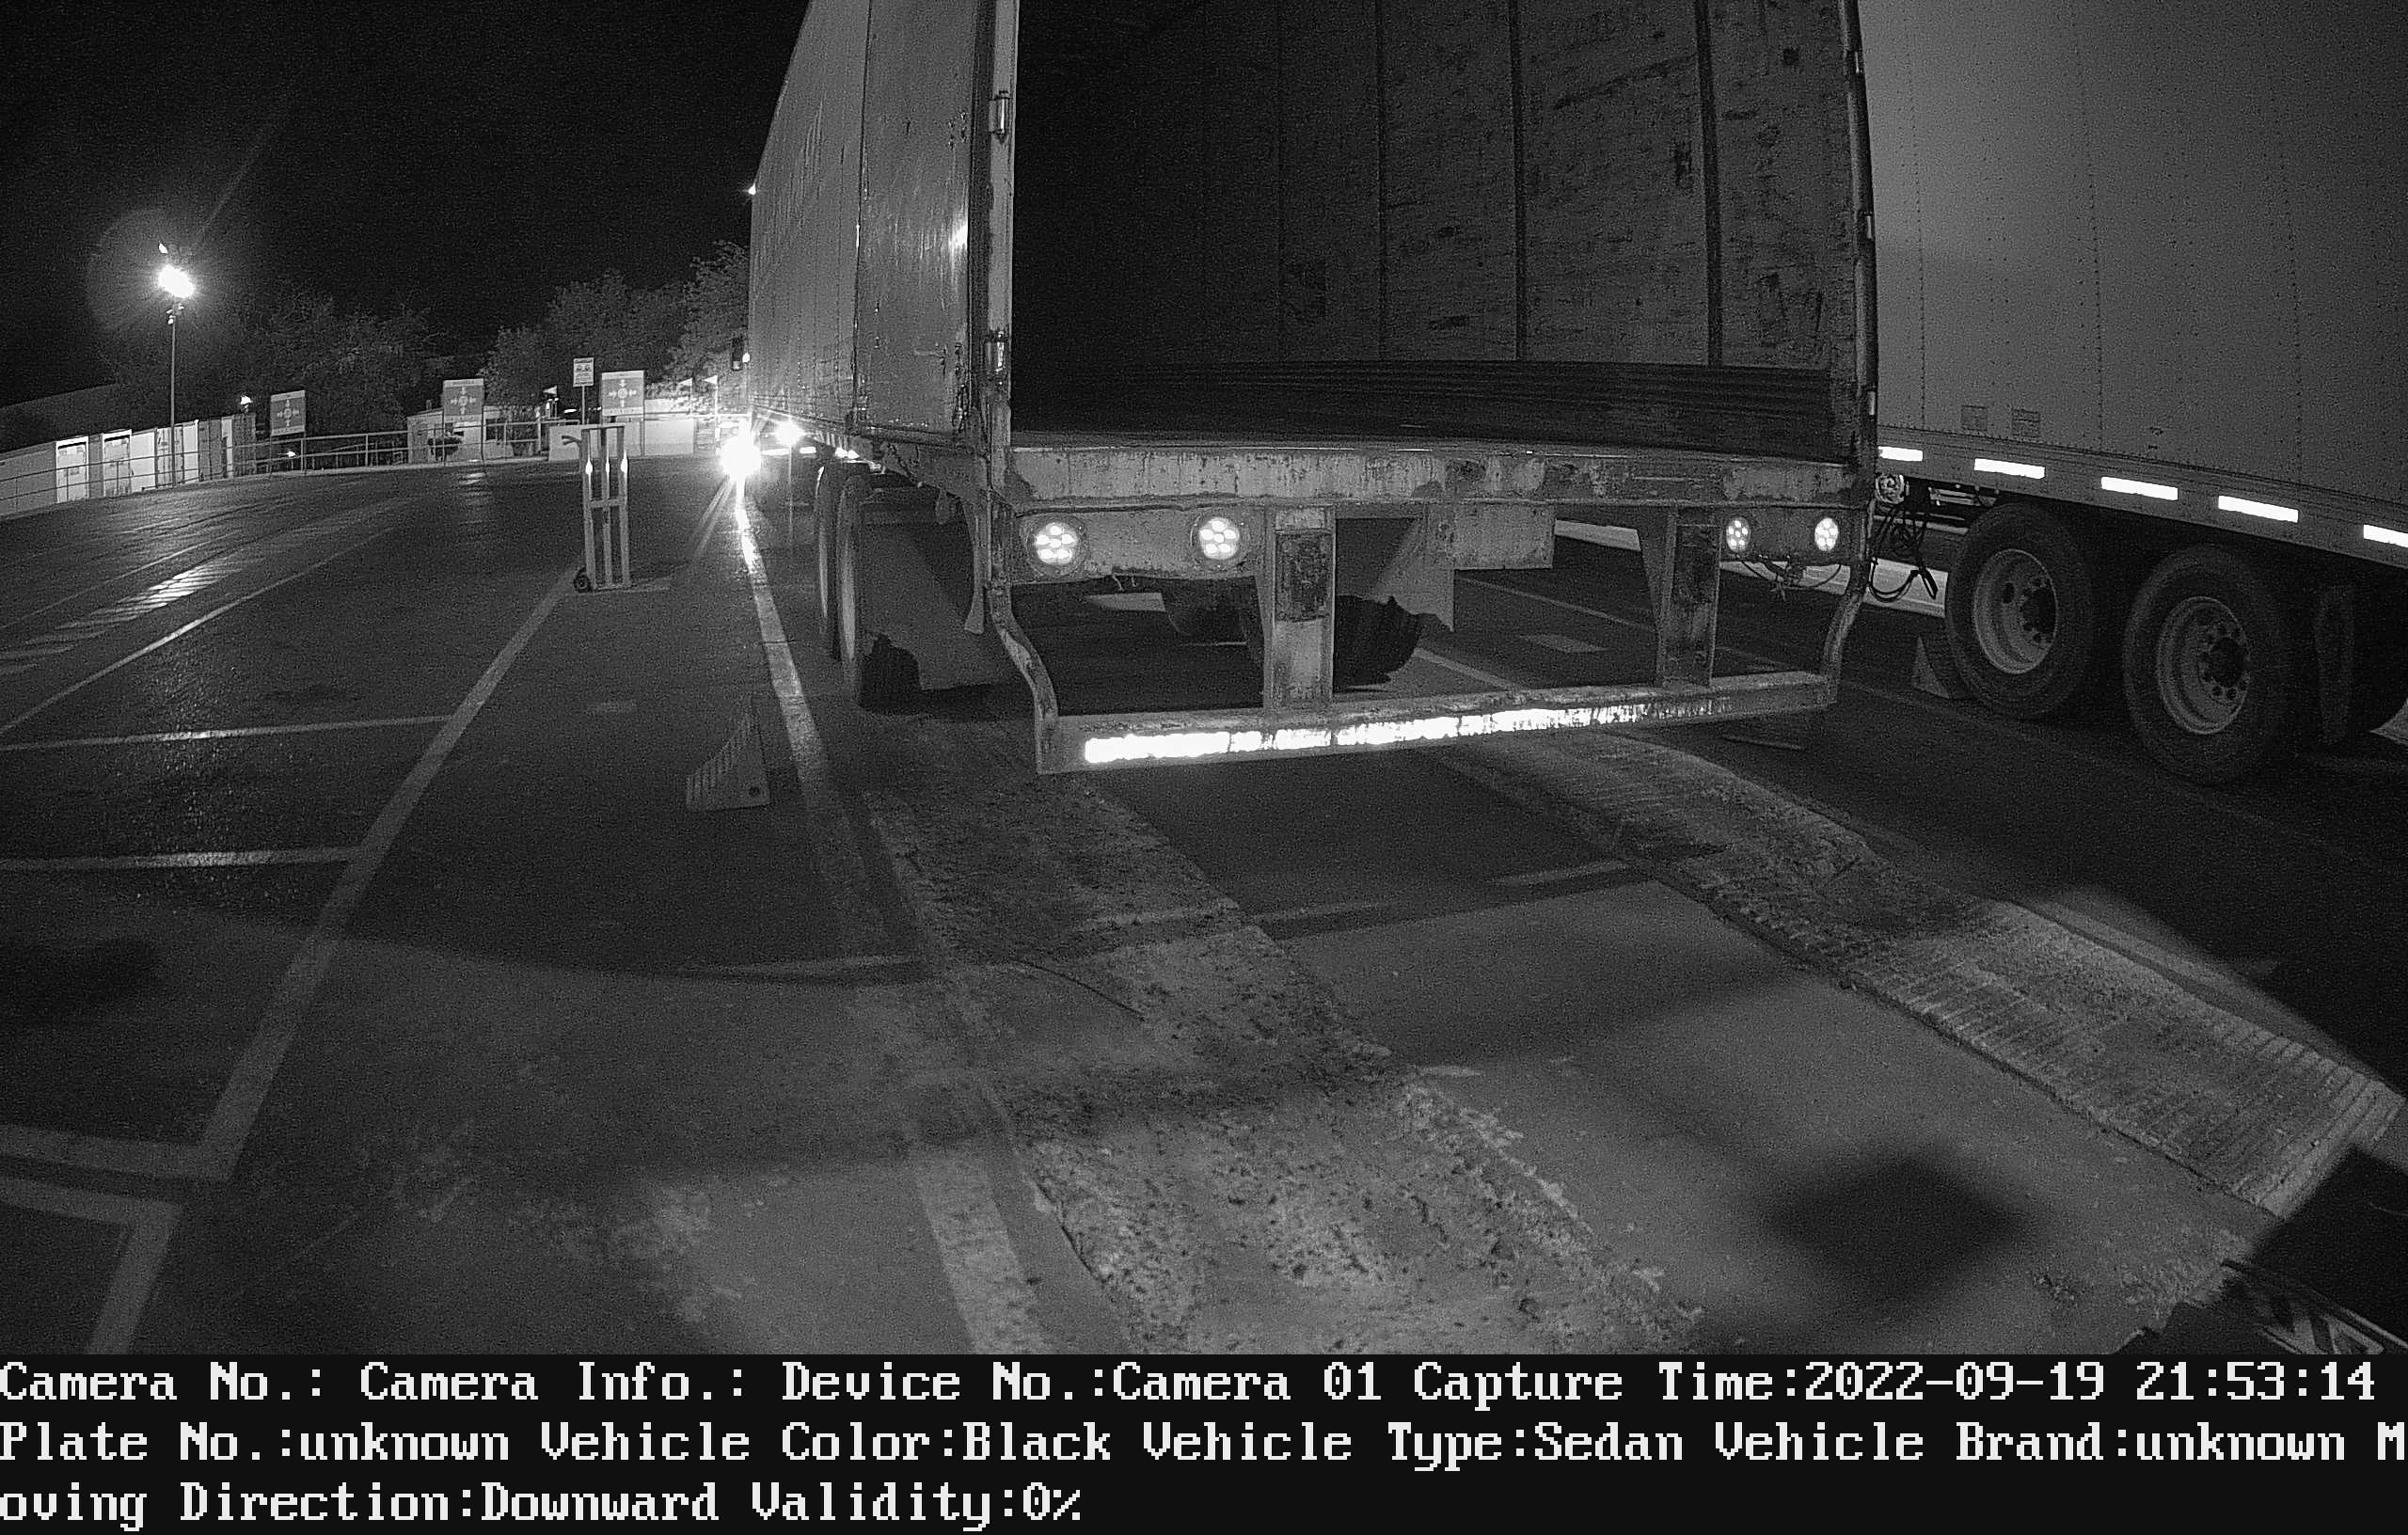 Camera No.: Camera Info.: Device No.:Camera 01 Capture Time:2022-09-19 21:53:14
Plate No.:unknown Vehicle Color:Black Vehicle Type:Sedan Vehicle Brand:unknown M
oving Direction:Downward Validity:0%